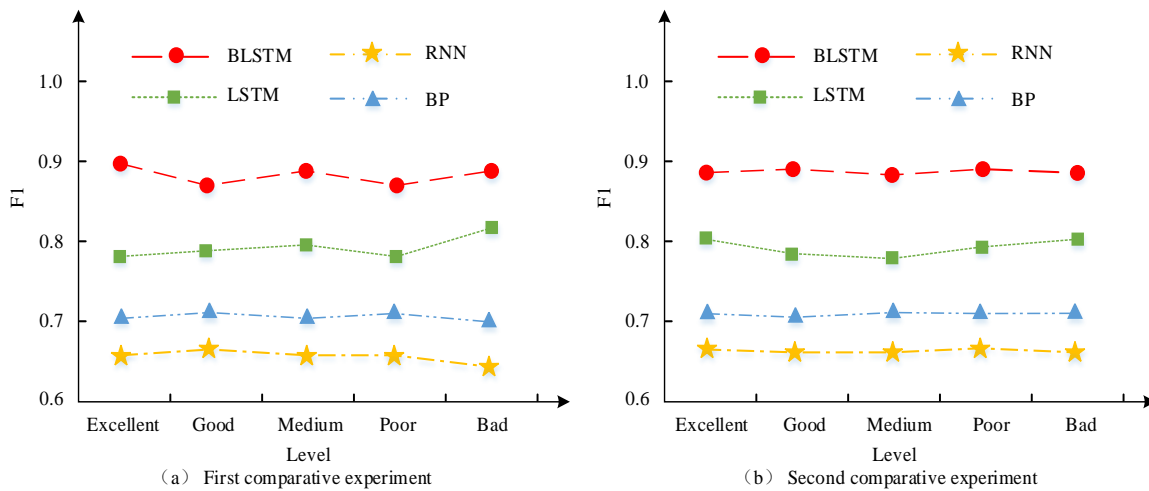 BLSTM
RNN
LSTM
BP
1.0
0.9
0.8
0.7
0.6
F1
Excellent Good Medium Poor Bad
Level
（a） First comparative experiment
BLSTM
RNN
LSTM
BP
1.0
0.9
0.8
0.7
0.6
F1
Excellent Good Medium Poor Bad
Level
（b） Second comparative experiment